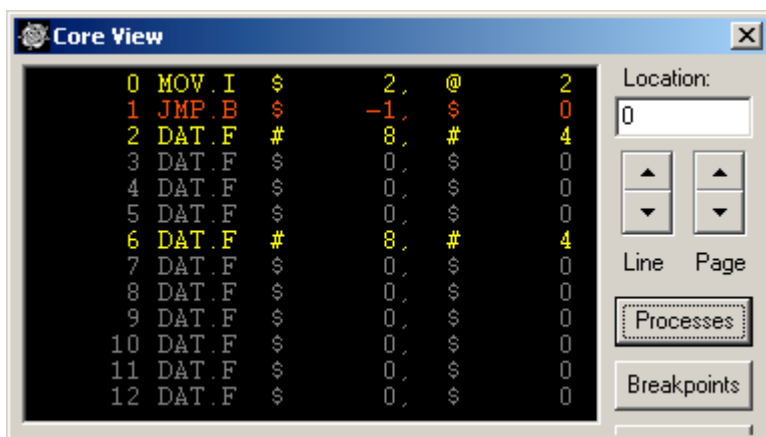 Core View
0 MOV.I $ 2, @ 2
1 JMP.B $ -1, $ 0
2 DAT.F # 8, # 4
3 DAT.F $ 0, $ 0
4 DAT.F $ 0, $ 0
5 DAT.F $ 0, $ 0
6 DAT.F # 8, # 4
7 DAT.F $ 0, $ 0
8 DAT.F $ 0, $ 0
9 DAT.F $ 0, $ 0
10 DAT.F $ 0, $ 0
11 DAT.F $ 0, $ 0
12 DAT.F $ 0, $ 0
Location:
0
Line Page
Processes
Breakpoints